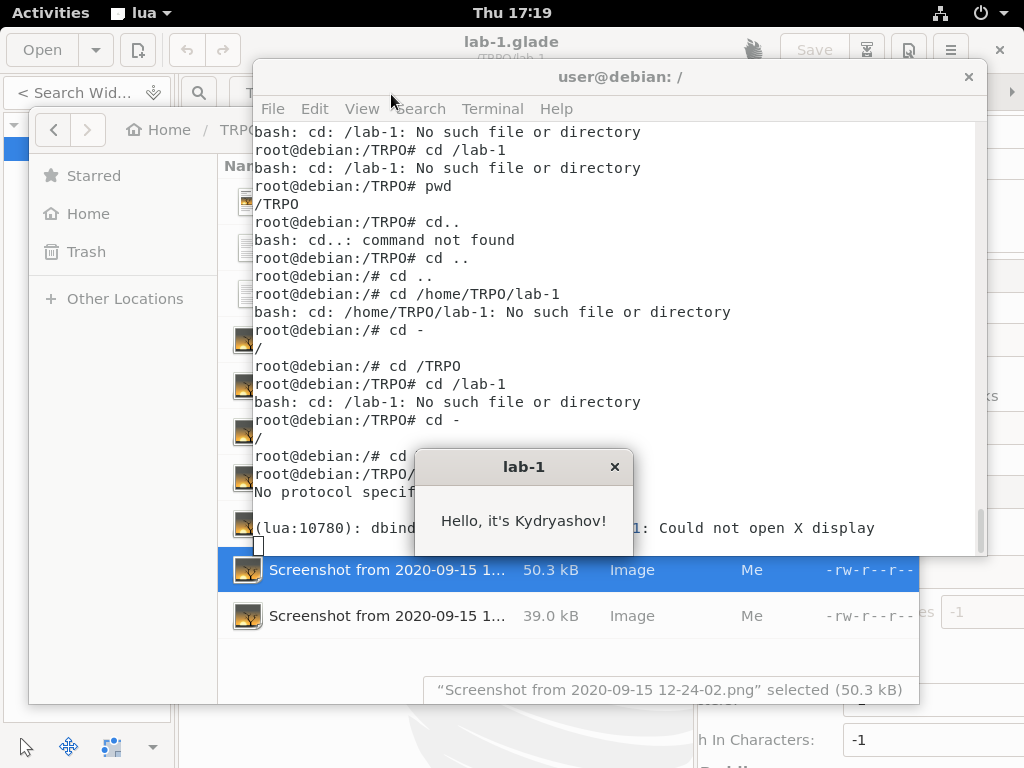 Activities lua Thu 17:19
Open lab-1.glade Save
/TRPO/lab-1
< Search Wid...
user@debian: /
File Edit View Search Terminal Help
Home / TRPO
Starred
Home
Trash
Other Locations
bash: cd: /lab-1: No such file or directory
root@debian:/TRPO# cd /lab-1
bash: cd: /lab-1: No such file or directory
root@debian:/TRPO# pwd
/TRPO
root@debian:/TRPO# cd..
bash: cd..: command not found
root@debian:/TRPO# cd ..
root@debian:/# cd ..
root@debian:/# cd /home/TRPO/lab-1
bash: cd: /home/TRPO/lab-1: No such file or directory
root@debian:/# cd -
/
root@debian:/# cd /TRPO
root@debian:/TRPO# cd /lab-1
bash: cd: /lab-1: No such file or directory
root@debian:/TRPO# cd -
/
root@debian:/# cd
root@debian:/TRPO/
No protocol specif
(lua:10780): dbind 1: Could not open X display
lab-1
Hello, it's Kydryashov!
Screenshot from 2020-09-15 1... 50.3 kB Image Me -rw-r--r--
Screenshot from 2020-09-15 1... 39.0 kB Image Me -rw-r--r--
“Screenshot from 2020-09-15 12-24-02.png” selected (50.3 kB)
-1
h In Characters: -1